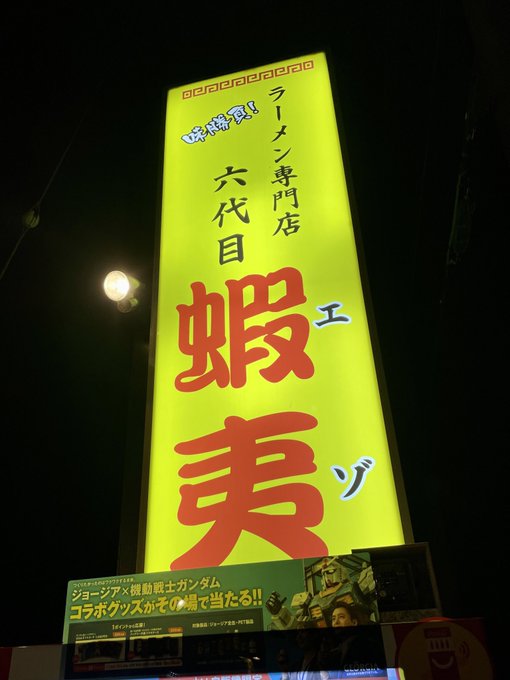 ラーメン専門店
味勝負!
六代目
蝦夷
エゾ
ジョージア×機動戦士ガンダム
コラボグッズがその場で当たる!!